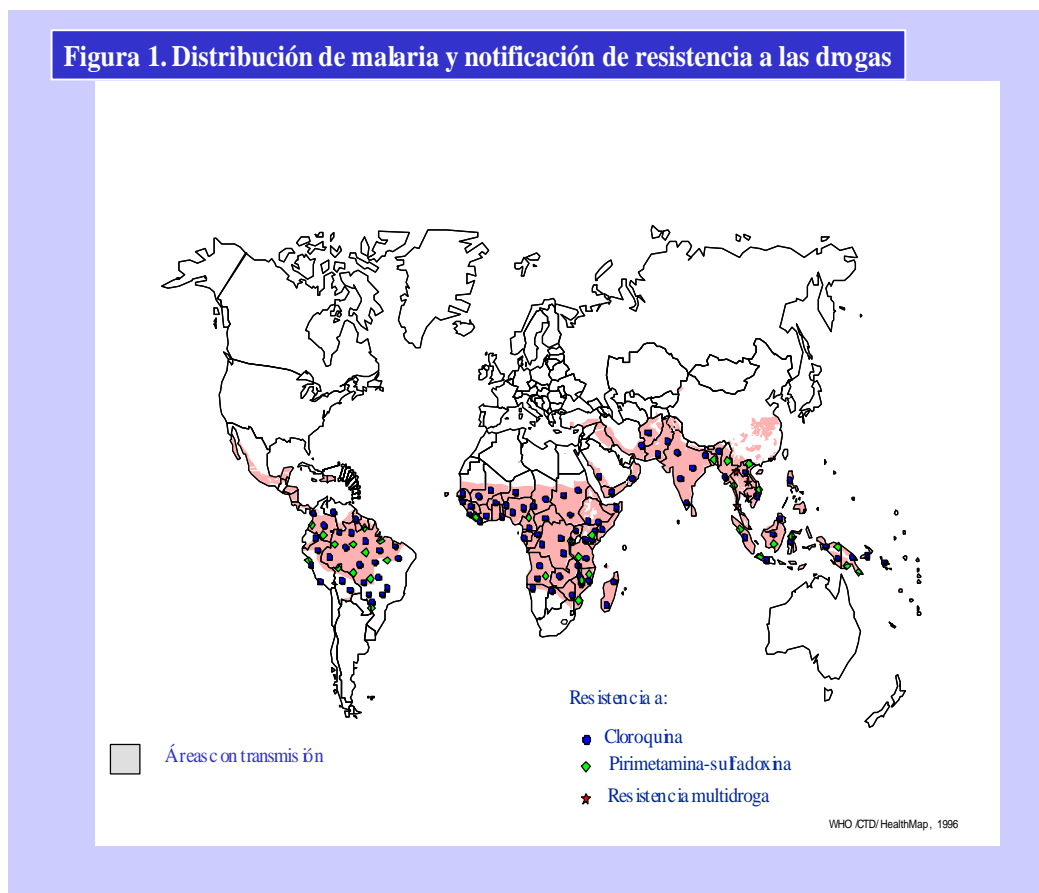 Figura 1. Distribución de malaria y notificación de resistencia a las drogas
Resistencia a:
Cloroquina
Áreas con transmisión
Pirimetamina-sulfadoxina
Resistencia multidroga
WHO /CTD/ HealthMap, 1996